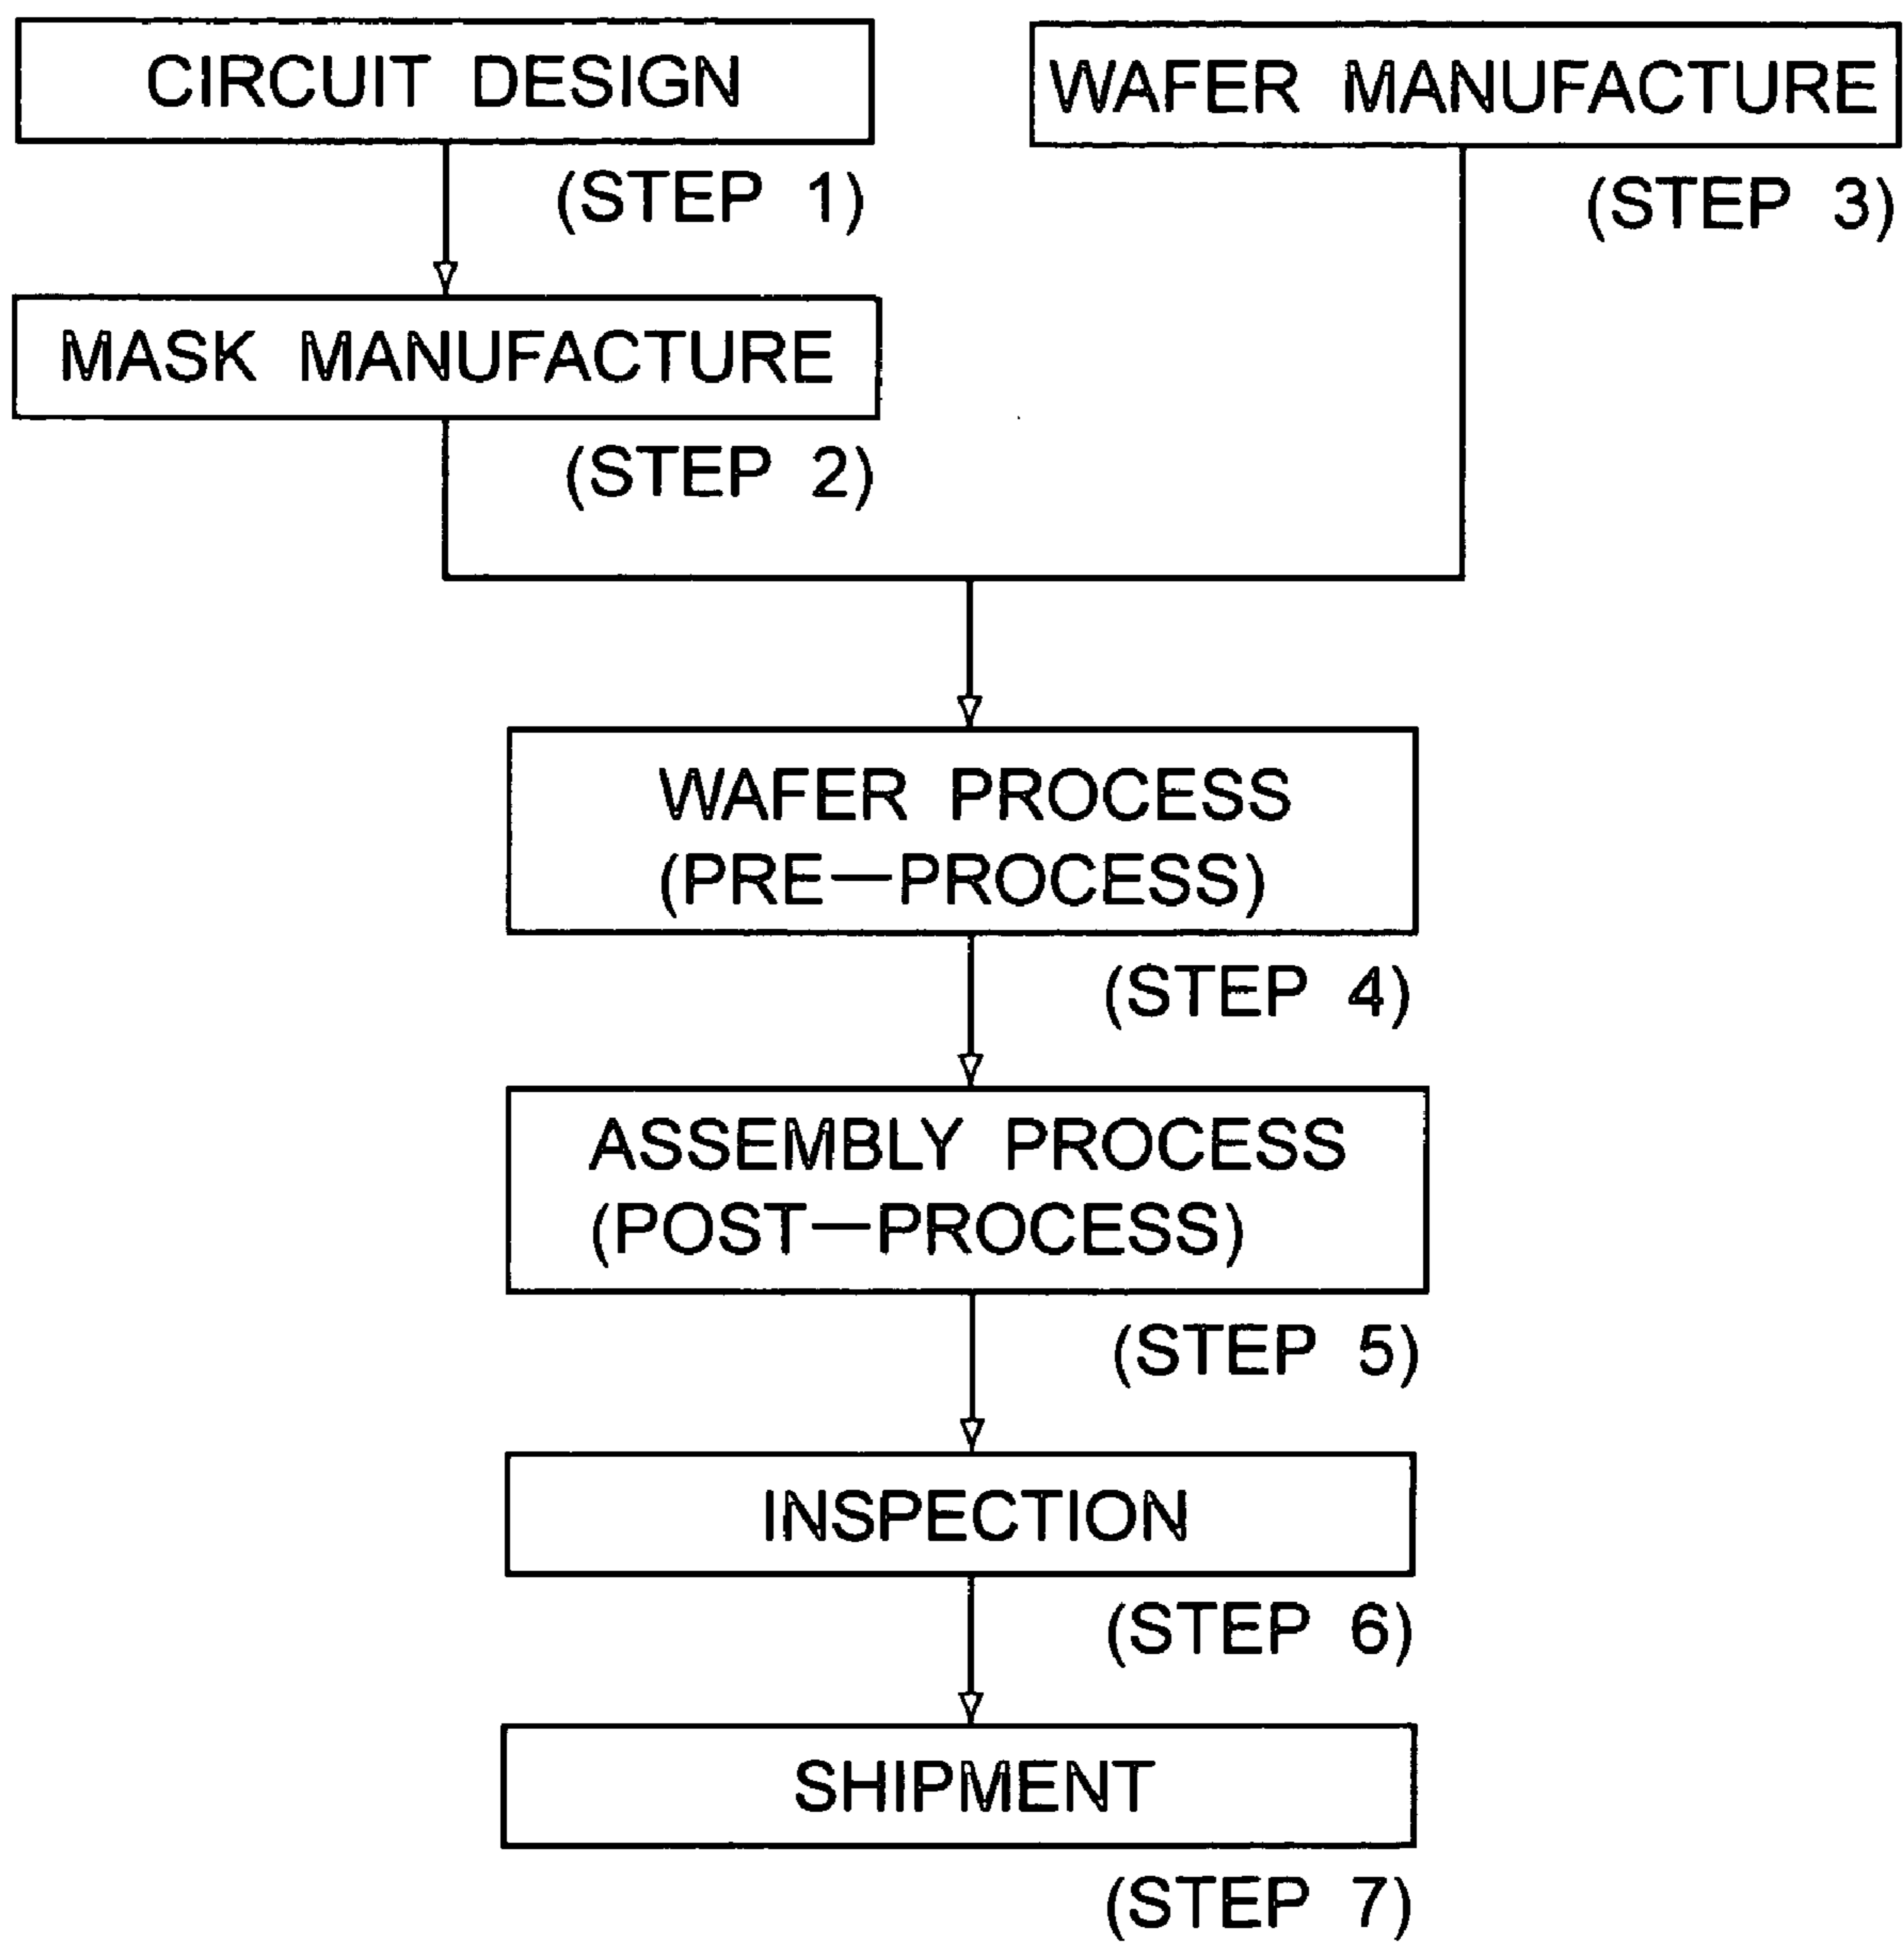 CIRCUIT DESIGN
(STEP 1)
MASK MANUFACTURE
(STEP 2)
WAFER MANUFACTURE
(STEP 3)
WAFER PROCESS
(PRE—PROCESS)
(STEP 4)
ASSEMBLY PROCESS
(POST—PROCESS)
(STEP 5)
INSPECTION
(STEP 6)
SHIPMENT
(STEP 7)